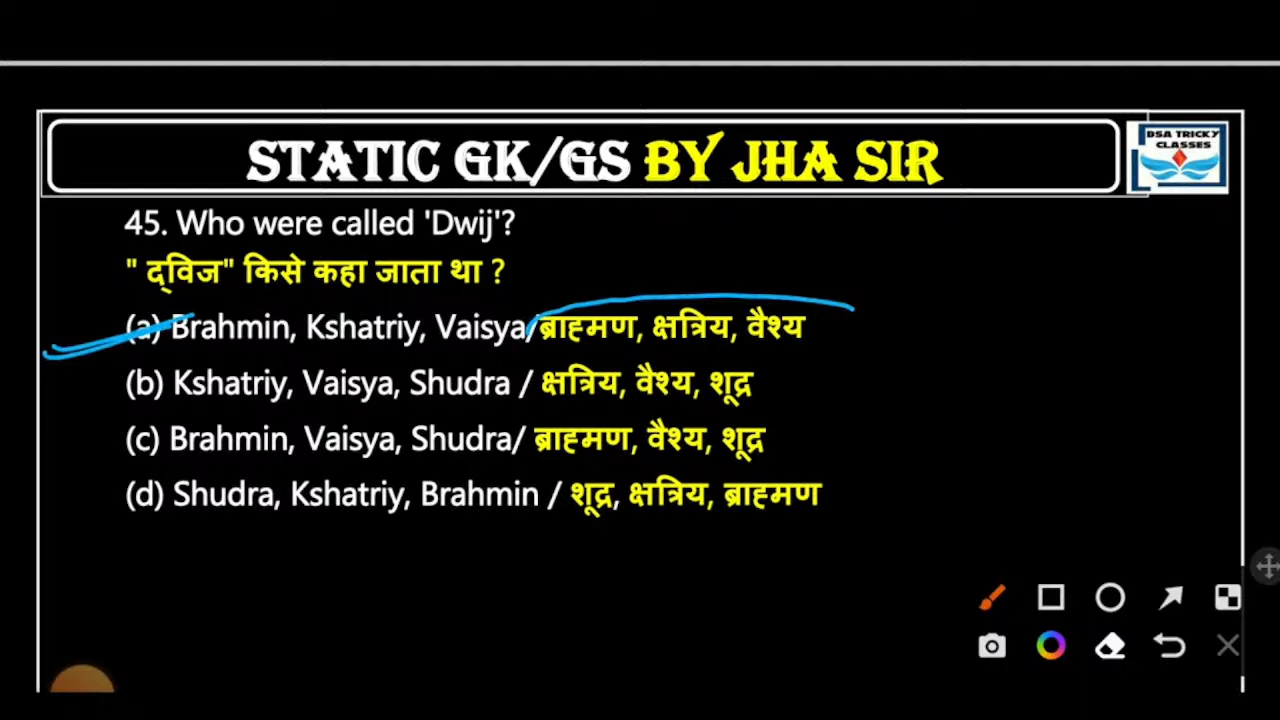 STATIC GK/GS BY JHA SIR
DSA TRICKY
CLASSES
45. Who were called 'Dwij'?
" द्विज" किसे कहा जाता था ?
(a) Brahmin, Kshatriy, Vaisya/ब्राह्मण, क्षत्रिय, वैश्य
(b) Kshatriy, Vaisya, Shudra / क्षत्रिय, वैश्य, शूद्र
(c) Brahmin, Vaisya, Shudra/ ब्राह्मण, वैश्य, शूद्र
(d) Shudra, Kshatriy, Brahmin / शूद्र, क्षत्रिय, ब्राह्मण